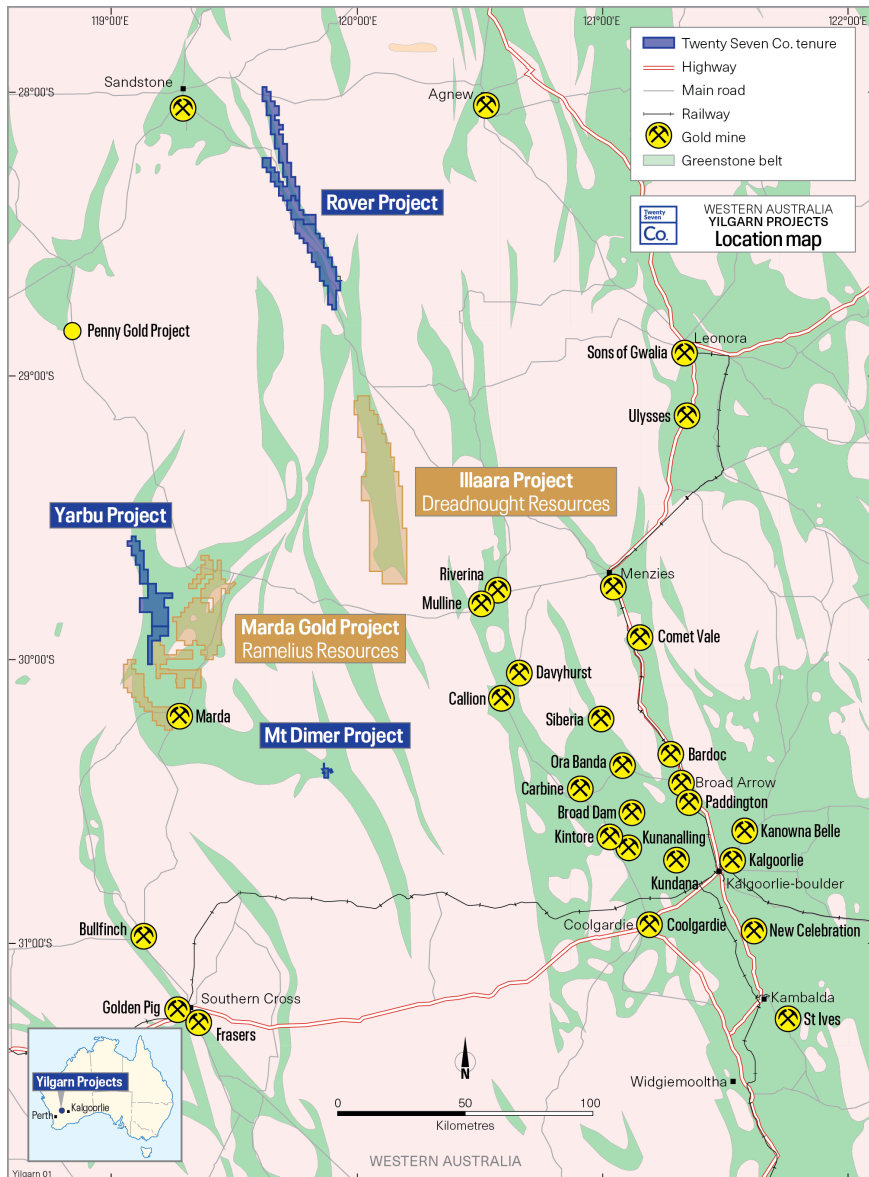 119°00'E
120°00'E
121°00'E
122°00'E
Twenty Seven Co. tenure
Highway
Main road
Railway
Gold mine
Greenstone belt
Twenty
Seven
Co.
WESTERN AUSTRALIA
YILGARN PROJECTS
Location map
Sandstone
28°00'S
Agnew
Rover Project
Penny Gold Project
Leonora
Sons of Gwalia
29°00'S
Ulysses
Illaara Project
Dreadnought Resources
Yarbu Project
Riverina
Menzies
Mulline
Marda Gold Project
Ramelius Resources
Comet Vale
30°00'S
Davyhurst
Callion
Marda
Siberia
Mt Dimer Project
Bardoc
Ora Banda
Broad Arrow
Carbine
Paddington
Broad Dam
Kanowna Belle
Kintore
Kunanalling
Kalgoorlie
Kundana
Kalgoorlie-boulder
Bullfinch
Coolgardie
Coolgardie
New Celebration
31°00'S
Southern Cross
Kambalda
Golden Pig
Frasers
St Ives
N
Widgiemooltha
Yilgarn Projects
Kalgoorlie
Perth
0
50
100
Kilometres
WESTERN AUSTRALIA
Yilgarn 01